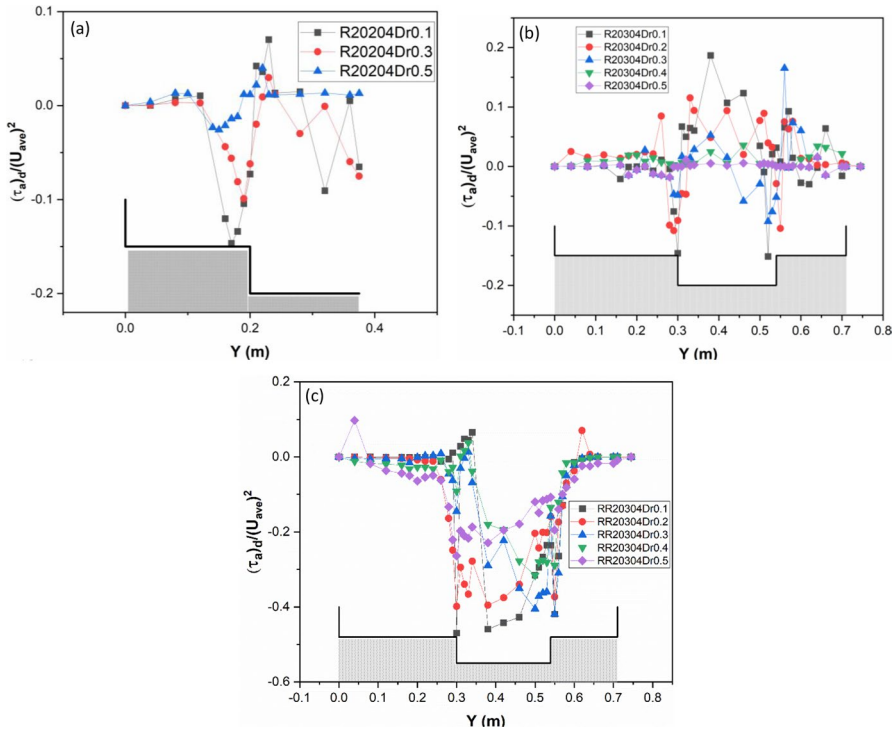 (a)
R20204Dr0.1
R20204Dr0.3
R20204Dr0.5
0.1
0.0
-0.1
-0.2
(τa)d/(Uave)²
0.0
0.2
0.4
Y (m)
(b)
R20304Dr0.1
R20304Dr0.2
R20304Dr0.3
R20304Dr0.4
R20304Dr0.5
0.2
0.1
0.0
-0.1
-0.2
(τa)d/(Uave)²
-0.1
0.0
0.1
0.2
0.3
0.4
0.5
0.6
0.7
0.8
Y (m)
(c)
RR20304Dr0.1
RR20304Dr0.2
RR20304Dr0.3
RR20304Dr0.4
RR20304Dr0.5
0.2
0.0
-0.2
-0.4
-0.6
(τa)d/(Uave)²
0.0
0.1
0.2
0.3
0.4
0.5
0.6
0.7
0.8
Y (m)